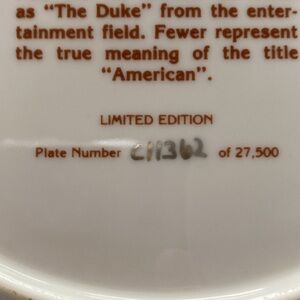 as “The Duke” from the enter-
tainment field. Fewer represent
the true meaning of the title
“American”.
LIMITED EDITION
Plate Number C11362 of 27,500